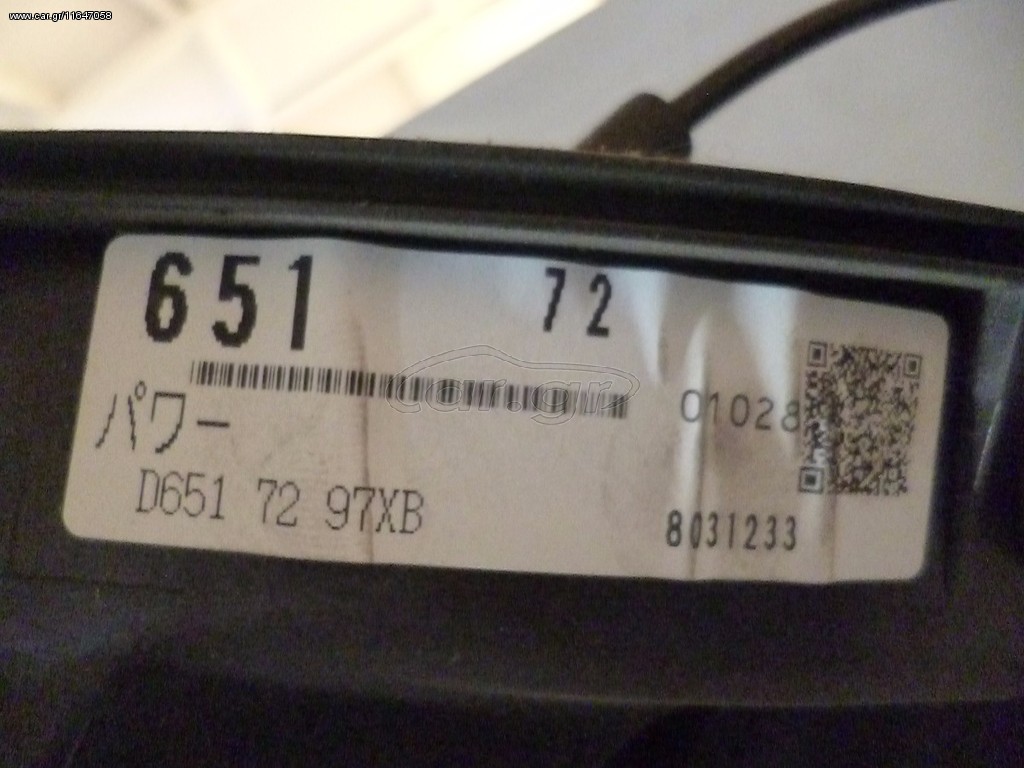 www.car.gr/11647058
651 72
car.gr
01028
パワー
D651 72 97XB
8031233